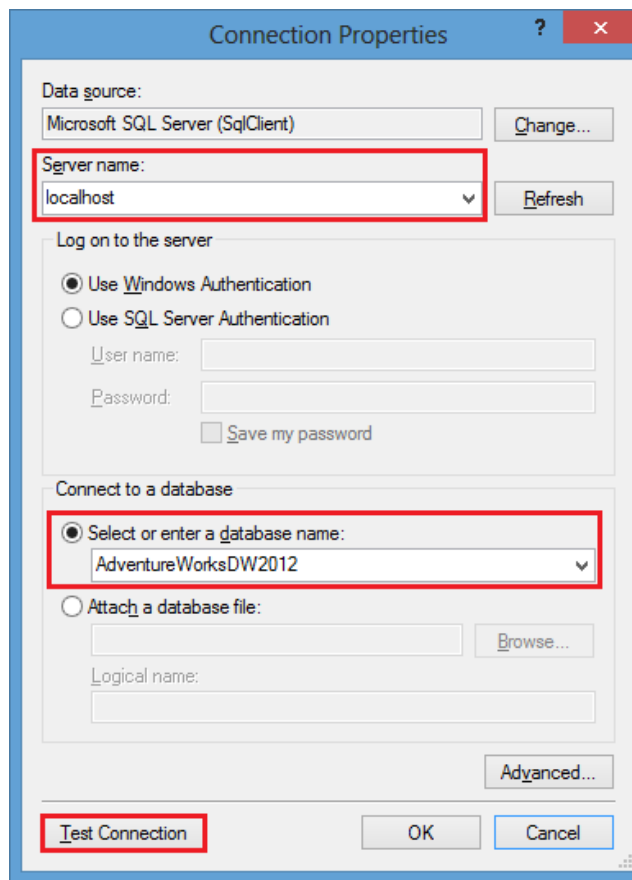 Connection Properties
?
Data source:
Microsoft SQL Server (SqlClient)
Change...
Server name:
localhost
Refresh
Log on to the server
Use Windows Authentication
Use SQL Server Authentication
User name:
Password:
Save my password
Connect to a database
Select or enter a database name:
AdventureWorksDW2012
Attach a database file:
Browse...
Logical name:
Advanced...
Test Connection
OK
Cancel